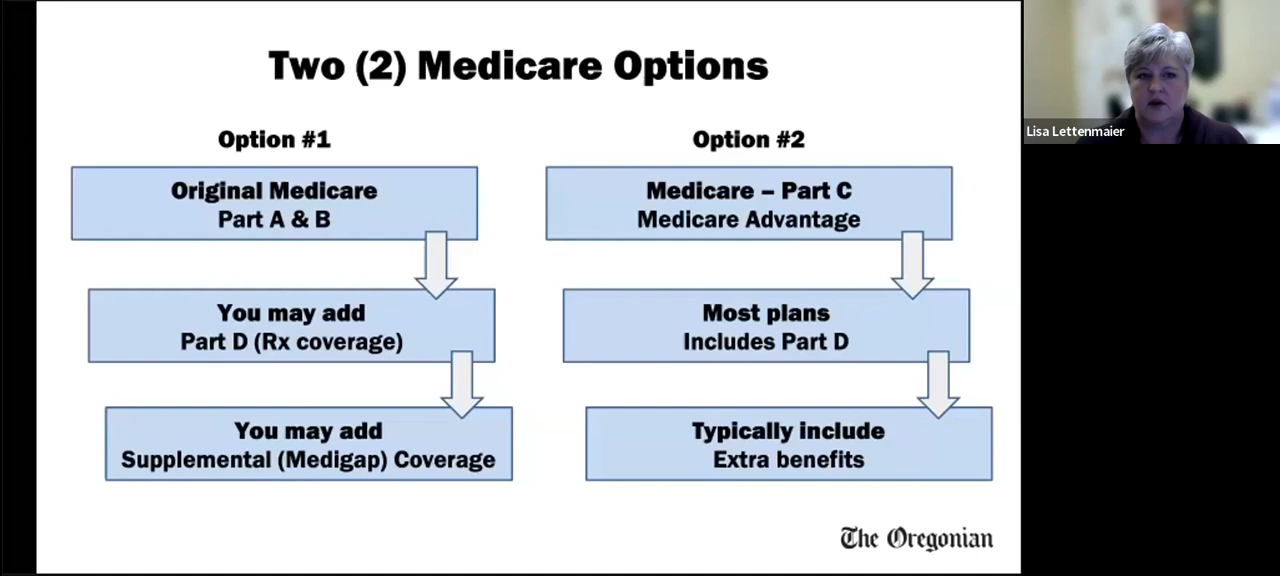 Two (2) Medicare Options
Option #1
Original Medicare
Part A & B
You may add
Part D (Rx coverage)
You may add
Supplemental (Medigap) Coverage
Option #2
Medicare – Part C
Medicare Advantage
Most plans
Includes Part D
Typically include
Extra benefits
The Oregonian
Lisa Lettenmaier